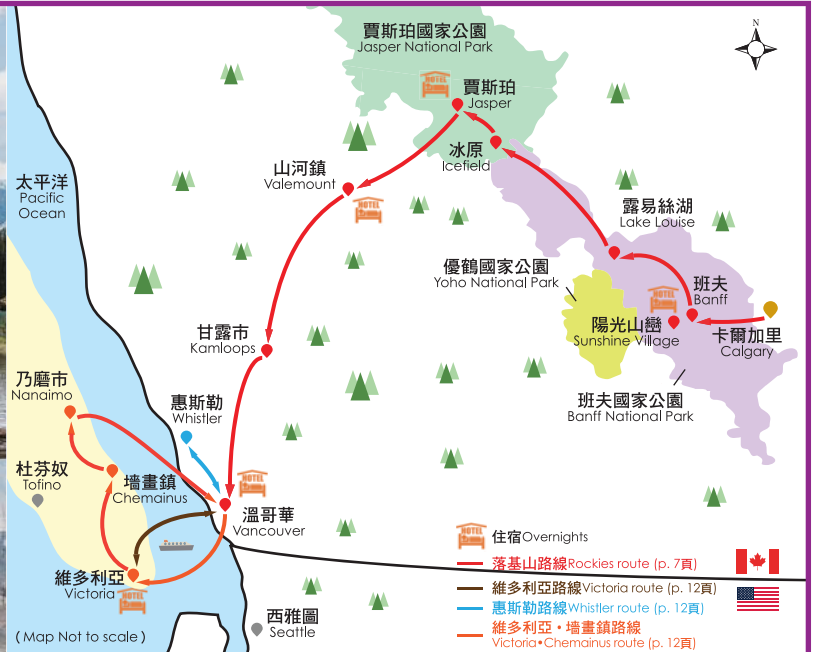 N
賈斯珀國家公園
Jasper National Park
HOTEL
賈斯珀
Jasper
冰原
Icefield
山河鎮
Valemount
HOTEL
太平洋
Pacific
Ocean
露易絲湖
Lake Louise
優鶴國家公園
Yoho National Park
HOTEL
班夫
Banff
陽光山巒
Sunshine Village
卡爾加里
Calgary
甘露市
Kamloops
班夫國家公園
Banff National Park
乃磨市
Nanaimo
惠斯勒
Whistler
杜芬奴
Tofino
墻畫鎮
Chemainus
HOTEL
溫哥華
Vancouver
維多利亞
Victoria
HOTEL
西雅圖
Seattle
( Map Not to scale )
HOTEL
住宿Overnights
落基山路線Rockies route (p. 7頁)
維多利亞路線Victoria route (p. 12頁)
惠斯勒路線Whistler route (p. 12頁)
維多利亞•墻畫鎮路線
Victoria•Chemainus route (p. 12頁)